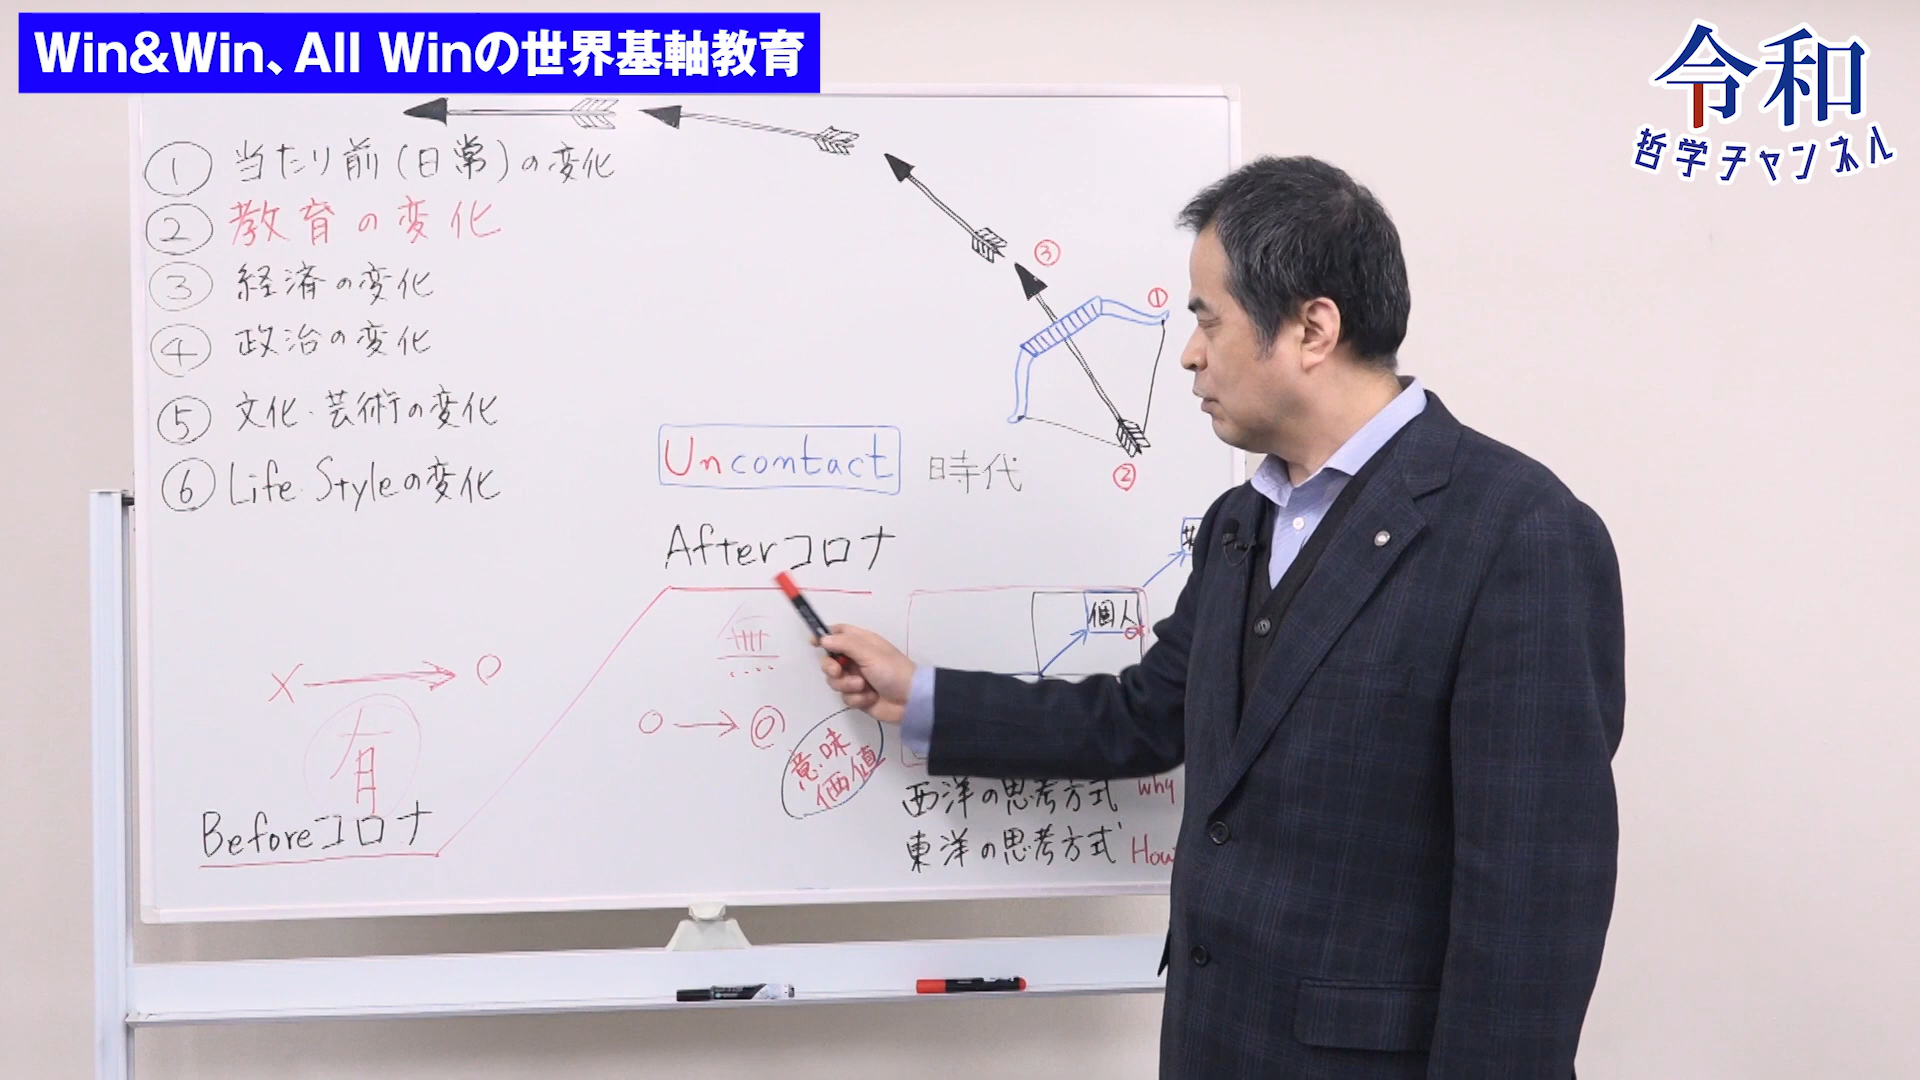 Win&Win、All Winの世界基軸教育
令和
哲学チャンネル
① 当たり前(日常)の変化
② 教育の変化
③ 経済の変化
④ 政治の変化
⑤ 文化・芸術の変化
⑥ Life Styleの変化
③
①
②
Uncontact 時代
Afterコロナ
無
個人
X → ○
有
○ → ◎
意味
価値
Beforeコロナ
西洋の思考方式 why
東洋の思考方式 How